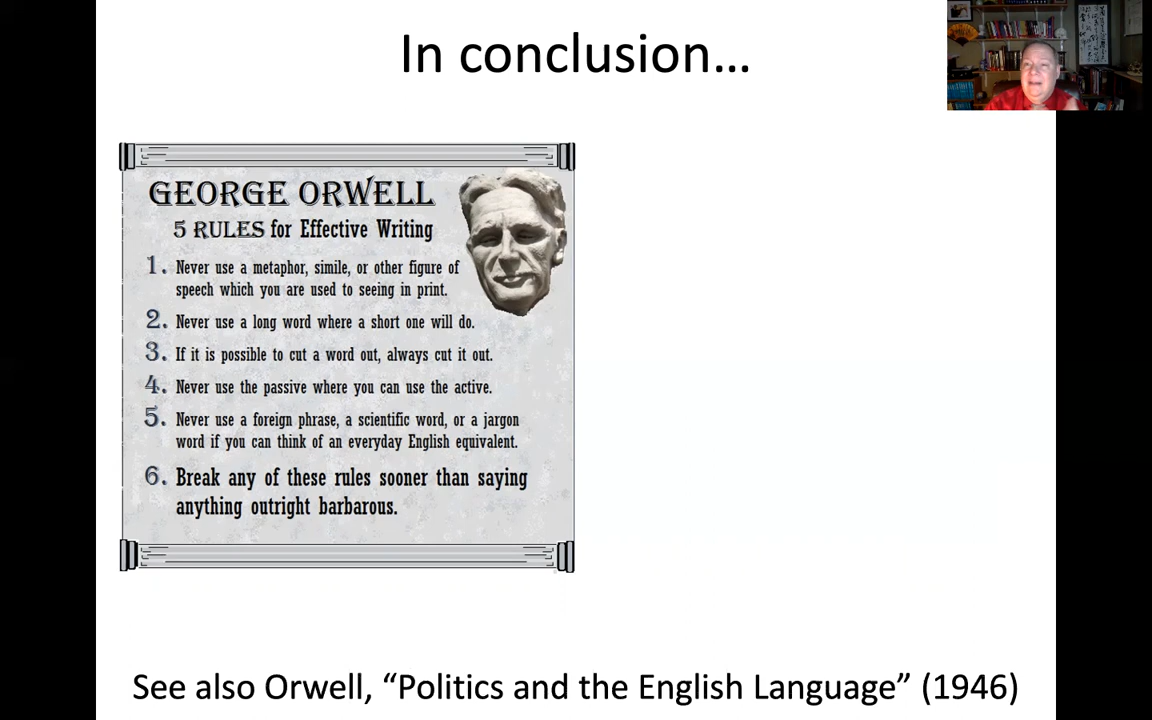 In conclusion…
GEORGE ORWELL
5 RULES for Effective Writing
1. Never use a metaphor, simile, or other figure of
speech which you are used to seeing in print.
2. Never use a long word where a short one will do.
3. If it is possible to cut a word out, always cut it out.
4. Never use the passive where you can use the active.
5. Never use a foreign phrase, a scientific word, or a jargon
word if you can think of an everyday English equivalent.
6. Break any of these rules sooner than saying
anything outright barbarous.
See also Orwell, “Politics and the English Language” (1946)